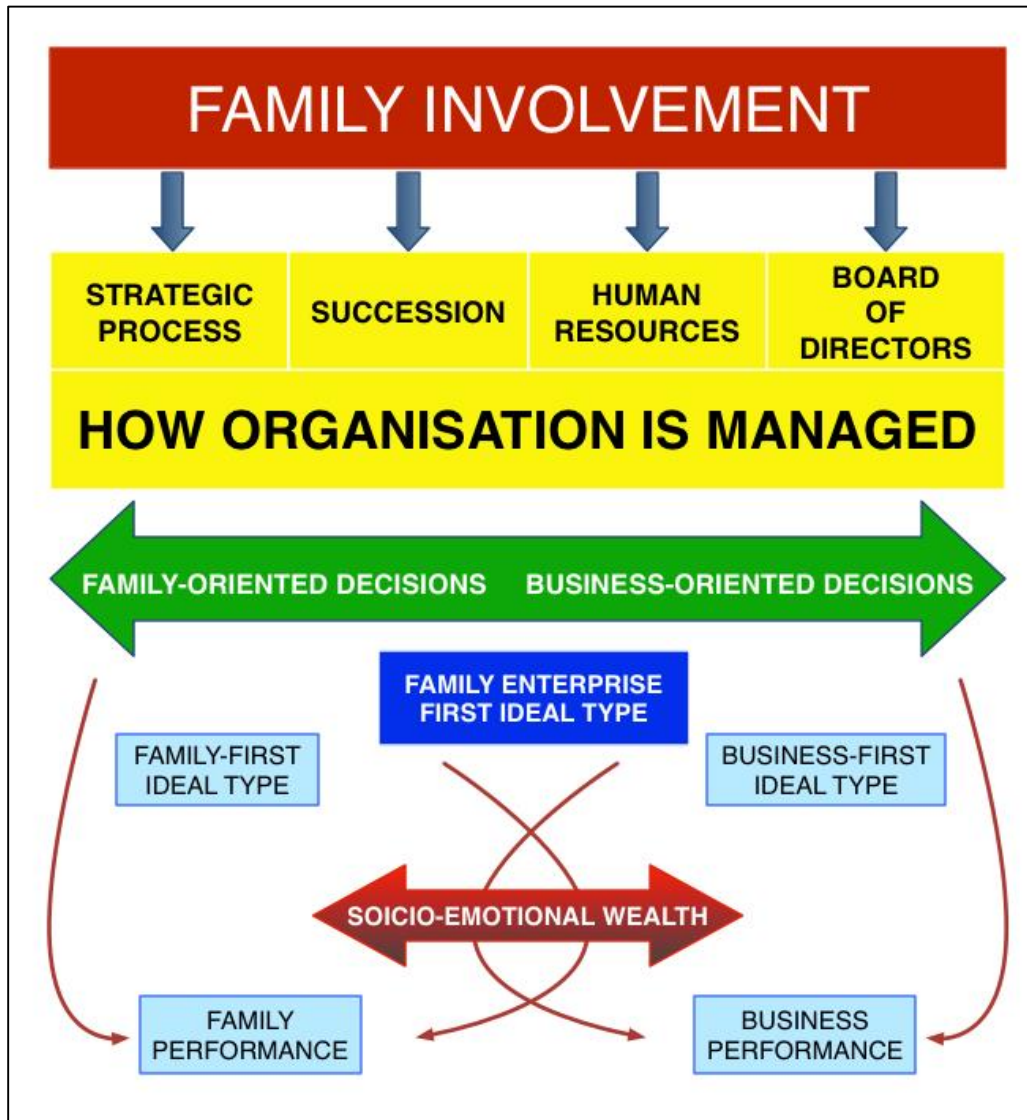 FAMILY INVOLVEMENT
STRATEGIC
PROCESS
SUCCESSION
HUMAN
RESOURCES
BOARD
OF
DIRECTORS
HOW ORGANISATION IS MANAGED
FAMILY-ORIENTED DECISIONS
BUSINESS-ORIENTED DECISIONS
FAMILY ENTERPRISE
FIRST IDEAL TYPE
FAMILY-FIRST
IDEAL TYPE
BUSINESS-FIRST
IDEAL TYPE
SOICIO-EMOTIONAL WEALTH
FAMILY
PERFORMANCE
BUSINESS
PERFORMANCE